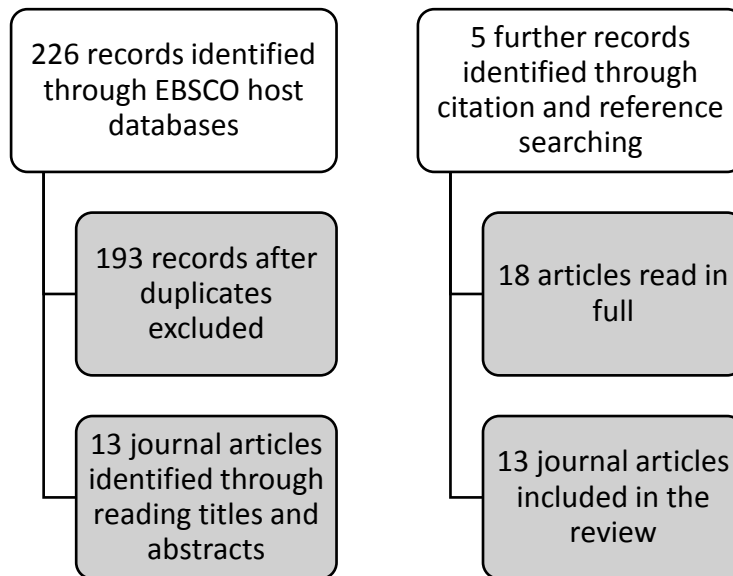 226 records identified
through EBSCO host
databases
193 records after
duplicates
excluded
13 journal articles
identified through
reading titles and
abstracts
5 further records
identified through
citation and reference
searching
18 articles read in
full
13 journal articles
included in the
review